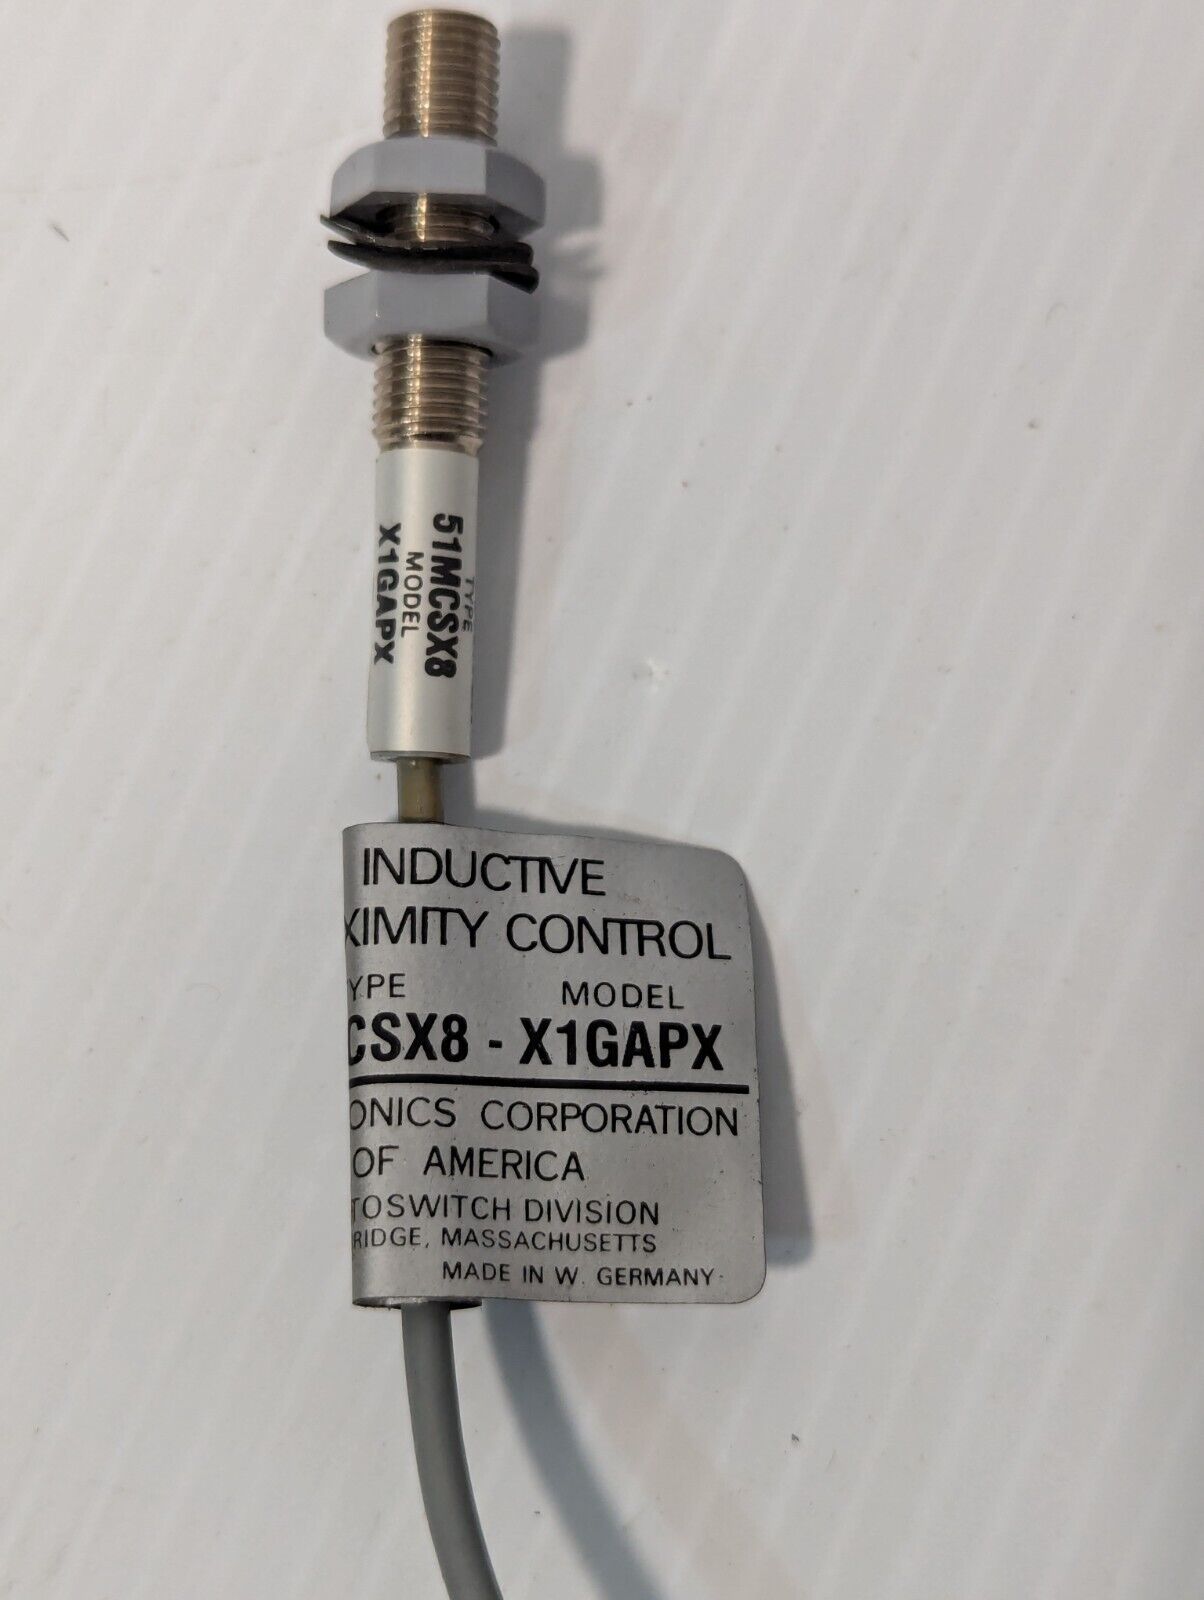 TYPE
51MCSX8
MODEL
X1GAPX
INDUCTIVE
XIMITY CONTROL
YPE MODEL
CSX8 - X1GAPX
ONICS CORPORATION
OF AMERICA
TOSWITCH DIVISION
RIDGE, MASSACHUSETTS
MADE IN W. GERMANY